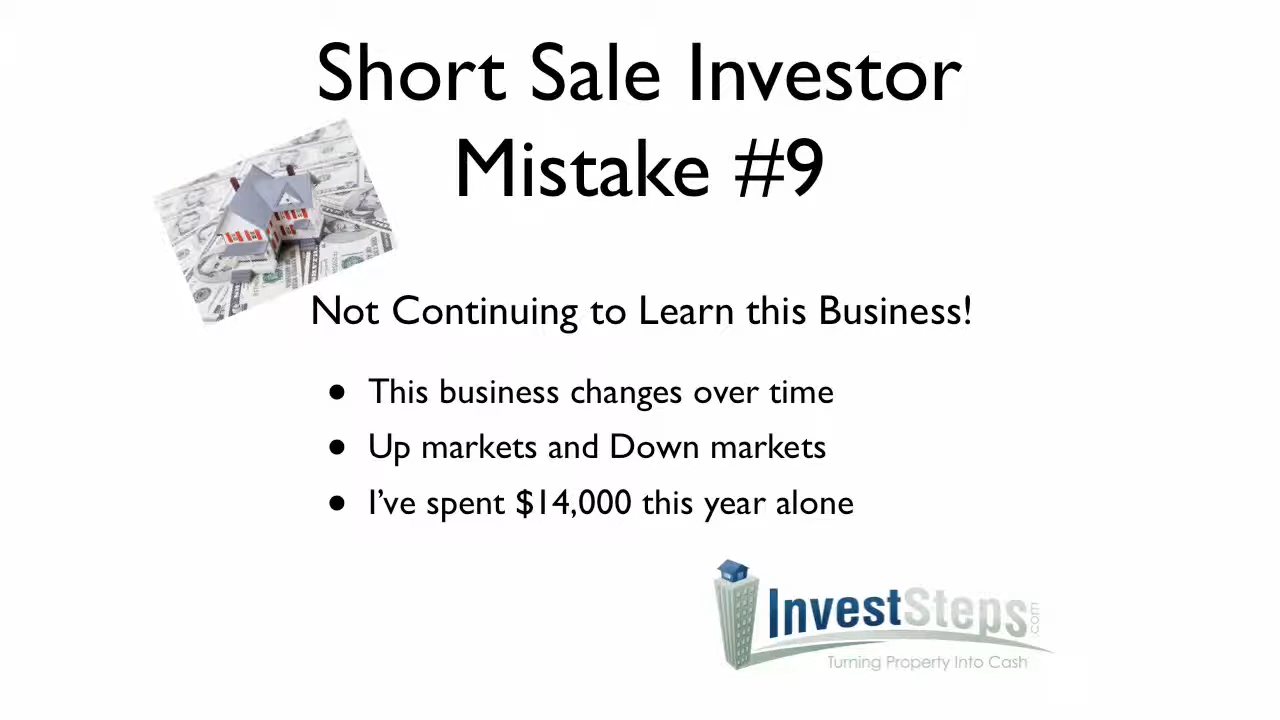 Short Sale Investor
Mistake #9
Not Continuing to Learn this Business!
● This business changes over time
● Up markets and Down markets
● I’ve spent $14,000 this year alone
InvestSteps.com
Turning Property Into Cash